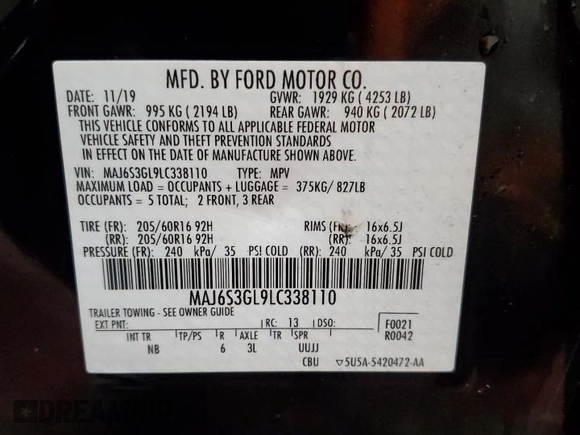 MFD. BY FORD MOTOR CO.
DATE: 11/19 GVWR: 1929 KG ( 4253 LB)
FRONT GAWR: 995 KG ( 2194 LB) REAR GAWR: 940 KG ( 2072 LB)
THIS VEHICLE CONFORMS TO ALL APPLICABLE FEDERAL MOTOR
VEHICLE SAFETY AND THEFT PREVENTION STANDARDS
IN EFFECT ON THE DATE OF MANUFACTURE SHOWN ABOVE.
VIN: MAJ6S3GL9LC338110 TYPE: MPV
MAXIMUM LOAD = OCCUPANTS + LUGGAGE = 375KG/ 827LB
OCCUPANTS = 5 TOTAL; 2 FRONT, 3 REAR
TIRE (FR): 205/60R16 92H RIMS (FR): 16x6.5J
(RR): 205/60R16 92H (RR): 16x6.5J
PRESSURE (FR): 240 kPa/ 35 PSI COLD (RR): 240 kPa/35 PSI COLD
MAJ6S3GL9LC338110
TRAILER TOWING - SEE OWNER GUIDE
EXT PNT: RC: 13 DSO: F0021
R0042
INT TR TP/PS R AXLE TR SPR
NB 6 3L UUJJ
CBU ▽5U5A-5420472-AA
DREAMBID